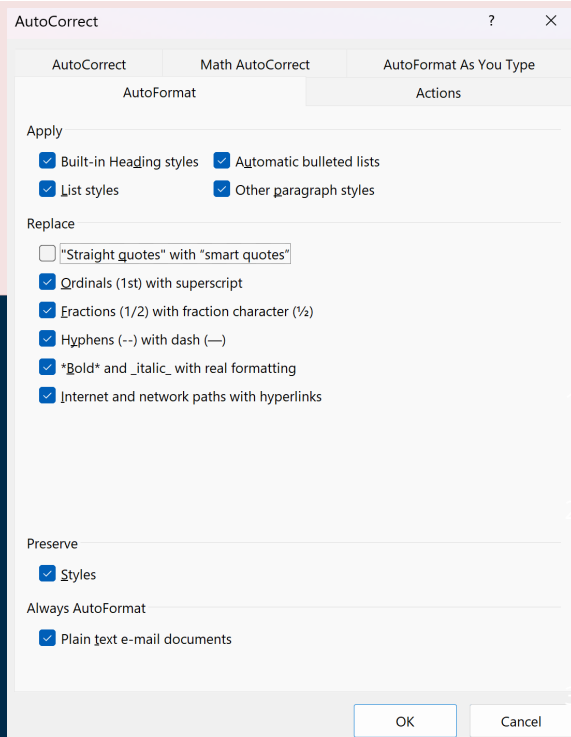 AutoCorrect ?
AutoCorrect Math AutoCorrect AutoFormat As You Type
AutoFormat Actions
Apply
Built-in Heading styles Automatic bulleted lists
List styles Other paragraph styles
Replace
"Straight quotes" with “smart quotes”
Ordinals (1st) with superscript
Fractions (1/2) with fraction character (½)
Hyphens (--) with dash (—)
*Bold* and _italic_ with real formatting
Internet and network paths with hyperlinks
Preserve
Styles
Always AutoFormat
Plain text e-mail documents
OK Cancel